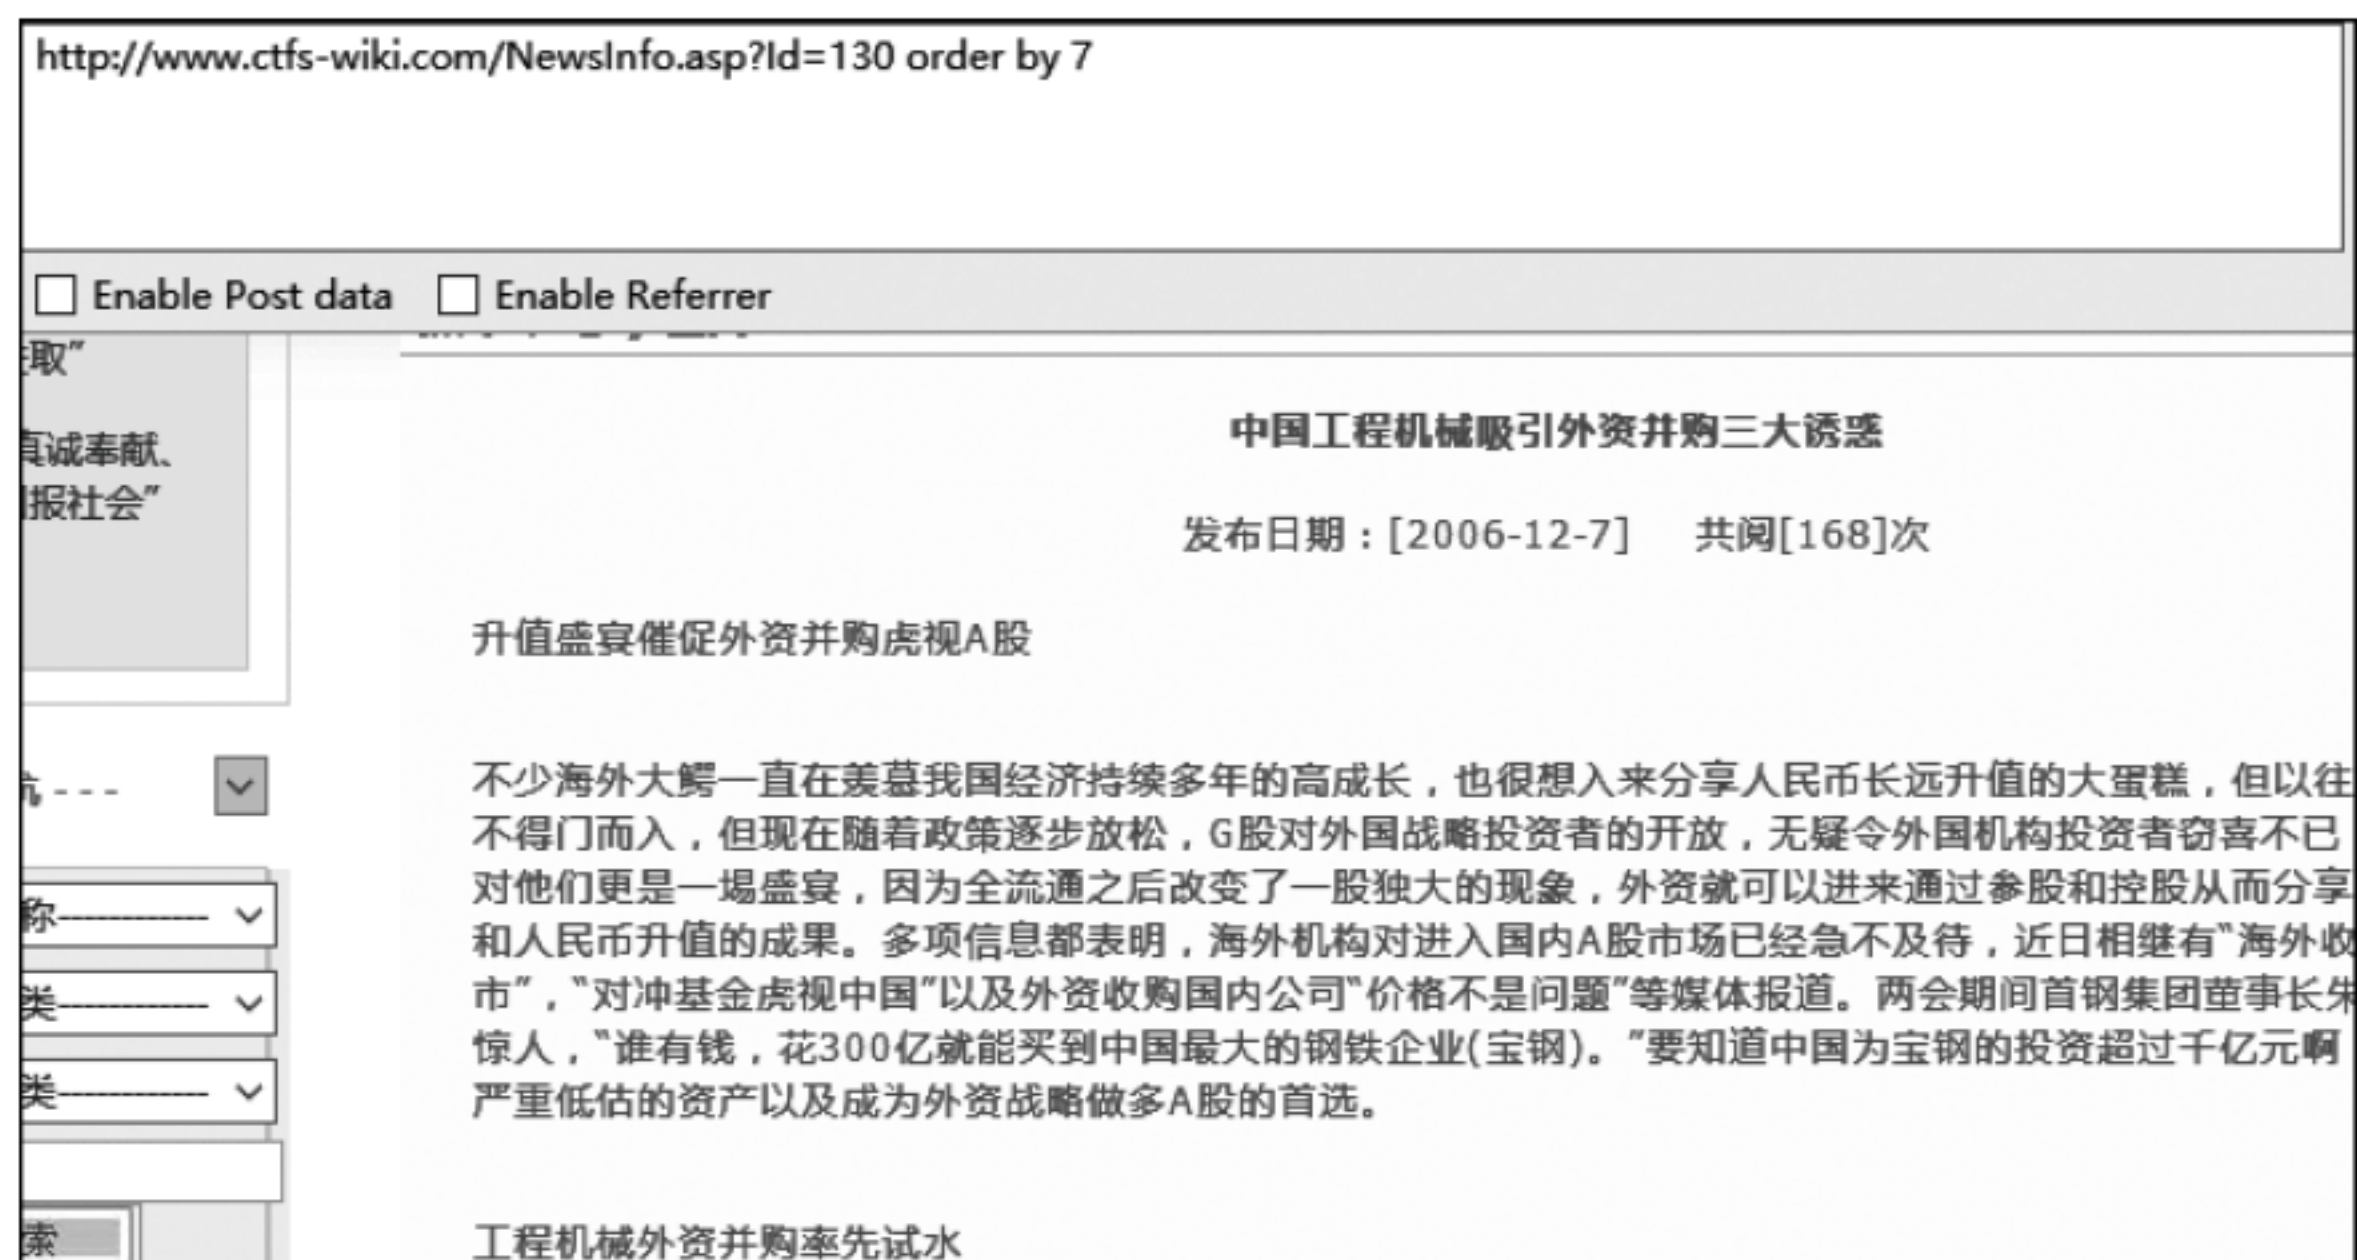 http://www.ctfs-wiki.com/NewsInfo.asp?Id=130 order by 7
Enable Post data
Enable Referrer
取"
真诚奉献、
报社会"
航 - - -
称------------
类------------
类------------
索
中国工程机械吸引外资并购三大诱惑
发布日期：[2006-12-7] 共阅[168]次
升值盛宴催促外资并购虎视A股
不少海外大鳄一直在羡慕我国经济持续多年的高成长，也很想入来分享人民币长远升值的大蛋糕，但以往
不得门而入，但现在随着政策逐步放松，G股对外国战略投资者的开放，无疑令外国机构投资者窃喜不已
对他们更是一場盛宴，因为全流通之后改变了一股独大的现象，外资就可以进来通过参股和控股从而分享
和人民币升值的成果。多项信息都表明，海外机构对进入国内A股市场已经急不及待，近日相继有"海外收
市"，"对冲基金虎视中国"以及外资收购国内公司"价格不是问题"等媒体报道。两会期间首钢集团董事长朱
惊人，"谁有钱，花300亿就能买到中国最大的钢铁企业(宝钢)。"要知道中国为宝钢的投资超过千亿元啊
严重低估的资产以及成为外资战略做多A股的首选。
工程机械外资并购率先试水